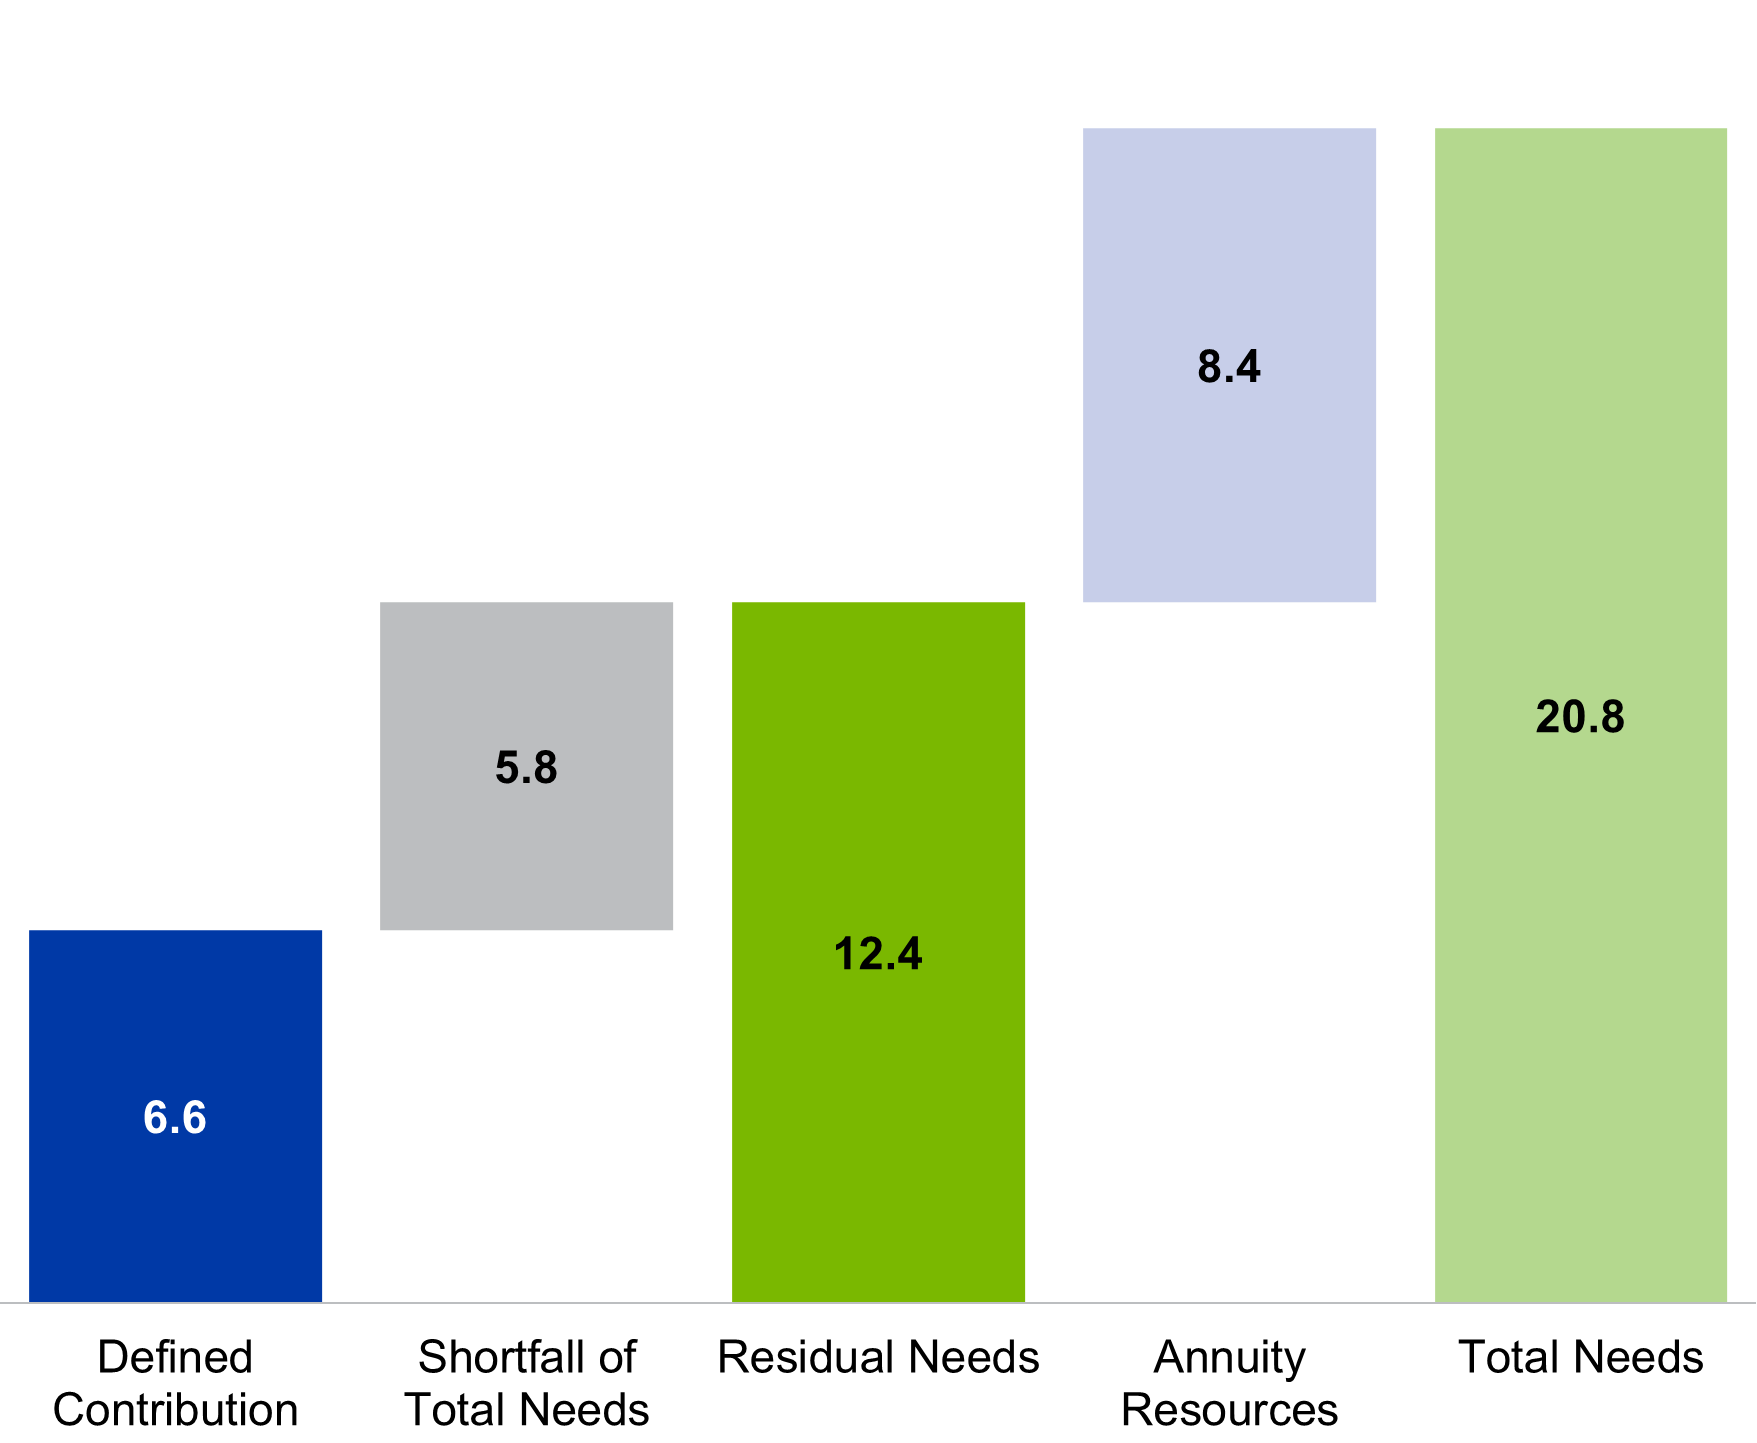 8.4
20.8
5.8
12.4
6.6
Defined
Contribution
Shortfall of
Total Needs
Residual Needs
Annuity
Resources
Total Needs